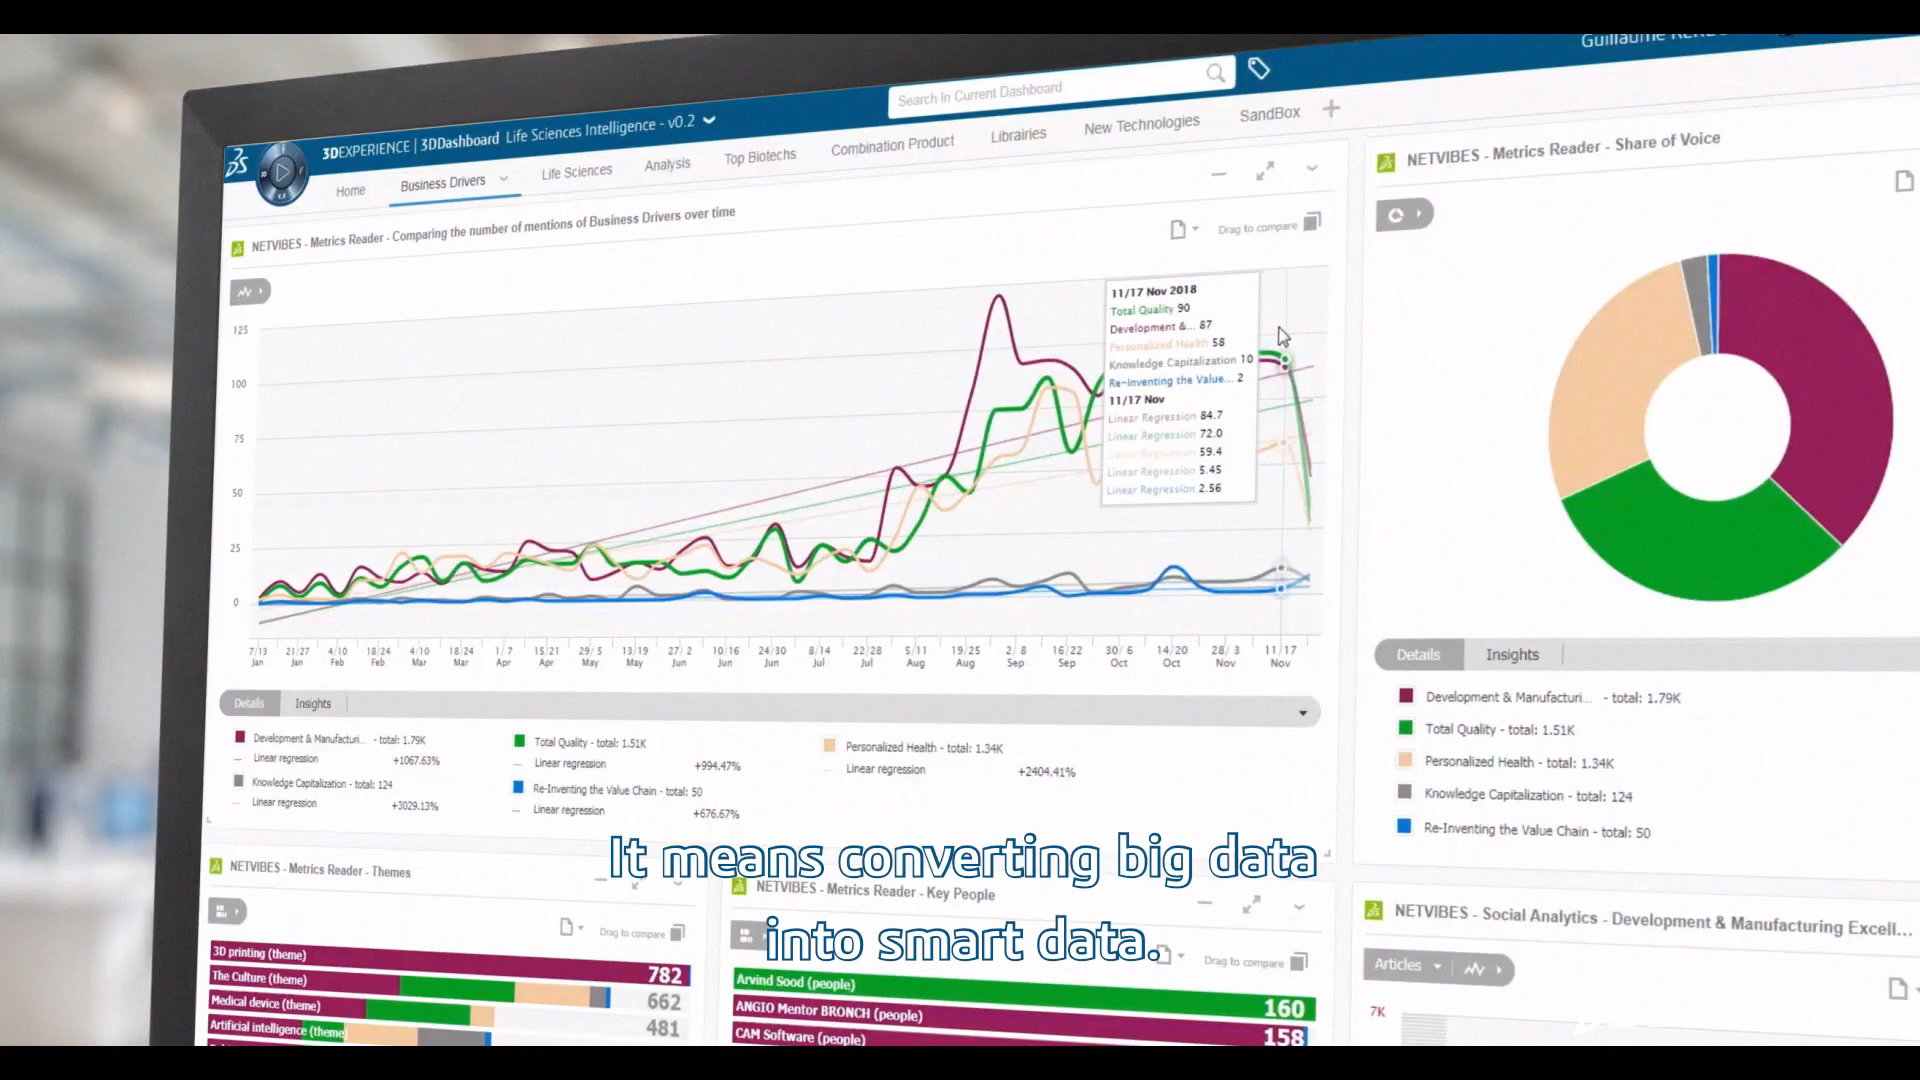 3DEXPERIENCE | 3DDashboard Life Sciences Intelligence - v0.2
Search In Current Dashboard
Guillaume
Home
Business Drivers
Life Sciences
Analysis
Top Biotechs
Combination Product
Librairies
New Technologies
SandBox
NETVIBES - Metrics Reader - Comparing the number of mentions of Business Drivers over time
Drag to compare
125
100
75
50
25
0
11/17 Nov 2018
Total Quality 90
Development &... 87
Personalized Health 58
Knowledge Capitalization 10
Re-Inventing the Value... 2
11/17 Nov
Linear Regression 84.7
Linear Regression 72.0
Linear Regression 59.4
Linear Regression 5.45
Linear Regression 2.56
7/13 21/27 4/10 18/24 4/10 18/24 1/7 15/21 29/5 13/19 27/2 10/16 24/30 8/14 22/28 5/11 19/25 2/8 16/22 30/6 14/20 28/3 11/17
Jan Jan Feb Feb Mar Mar Apr Apr May May Jun Jun Jun Jul Jul Aug Aug Sep Sep Oct Oct Nov Nov
Details Insights
Development & Manufacturi... - total: 1.79K
Linear regression +1067.63%
Total Quality - total: 1.51K
Linear regression +994.47%
Personalized Health - total: 1.34K
Linear regression +2404.41%
Knowledge Capitalization - total: 124
Linear regression +3029.13%
Re-Inventing the Value Chain - total: 50
Linear regression +676.67%
NETVIBES - Metrics Reader - Share of Voice
Details Insights
Development & Manufacturi... - total: 1.79K
Total Quality - total: 1.51K
Personalized Health - total: 1.34K
Knowledge Capitalization - total: 124
Re-Inventing the Value Chain - total: 50
It means converting big data
into smart data.
NETVIBES - Metrics Reader - Themes
Drag to compare
3D printing (theme) 782
The Culture (theme) 662
Medical device (theme) 481
Artificial intelligence (theme)
NETVIBES - Metrics Reader - Key People
Drag to compare
Arvind Sood (people) 160
ANGIO Mentor BRONCH (people) 158
CAM Software (people)
NETVIBES - Social Analytics - Development & Manufacturing Excell...
Articles
7K